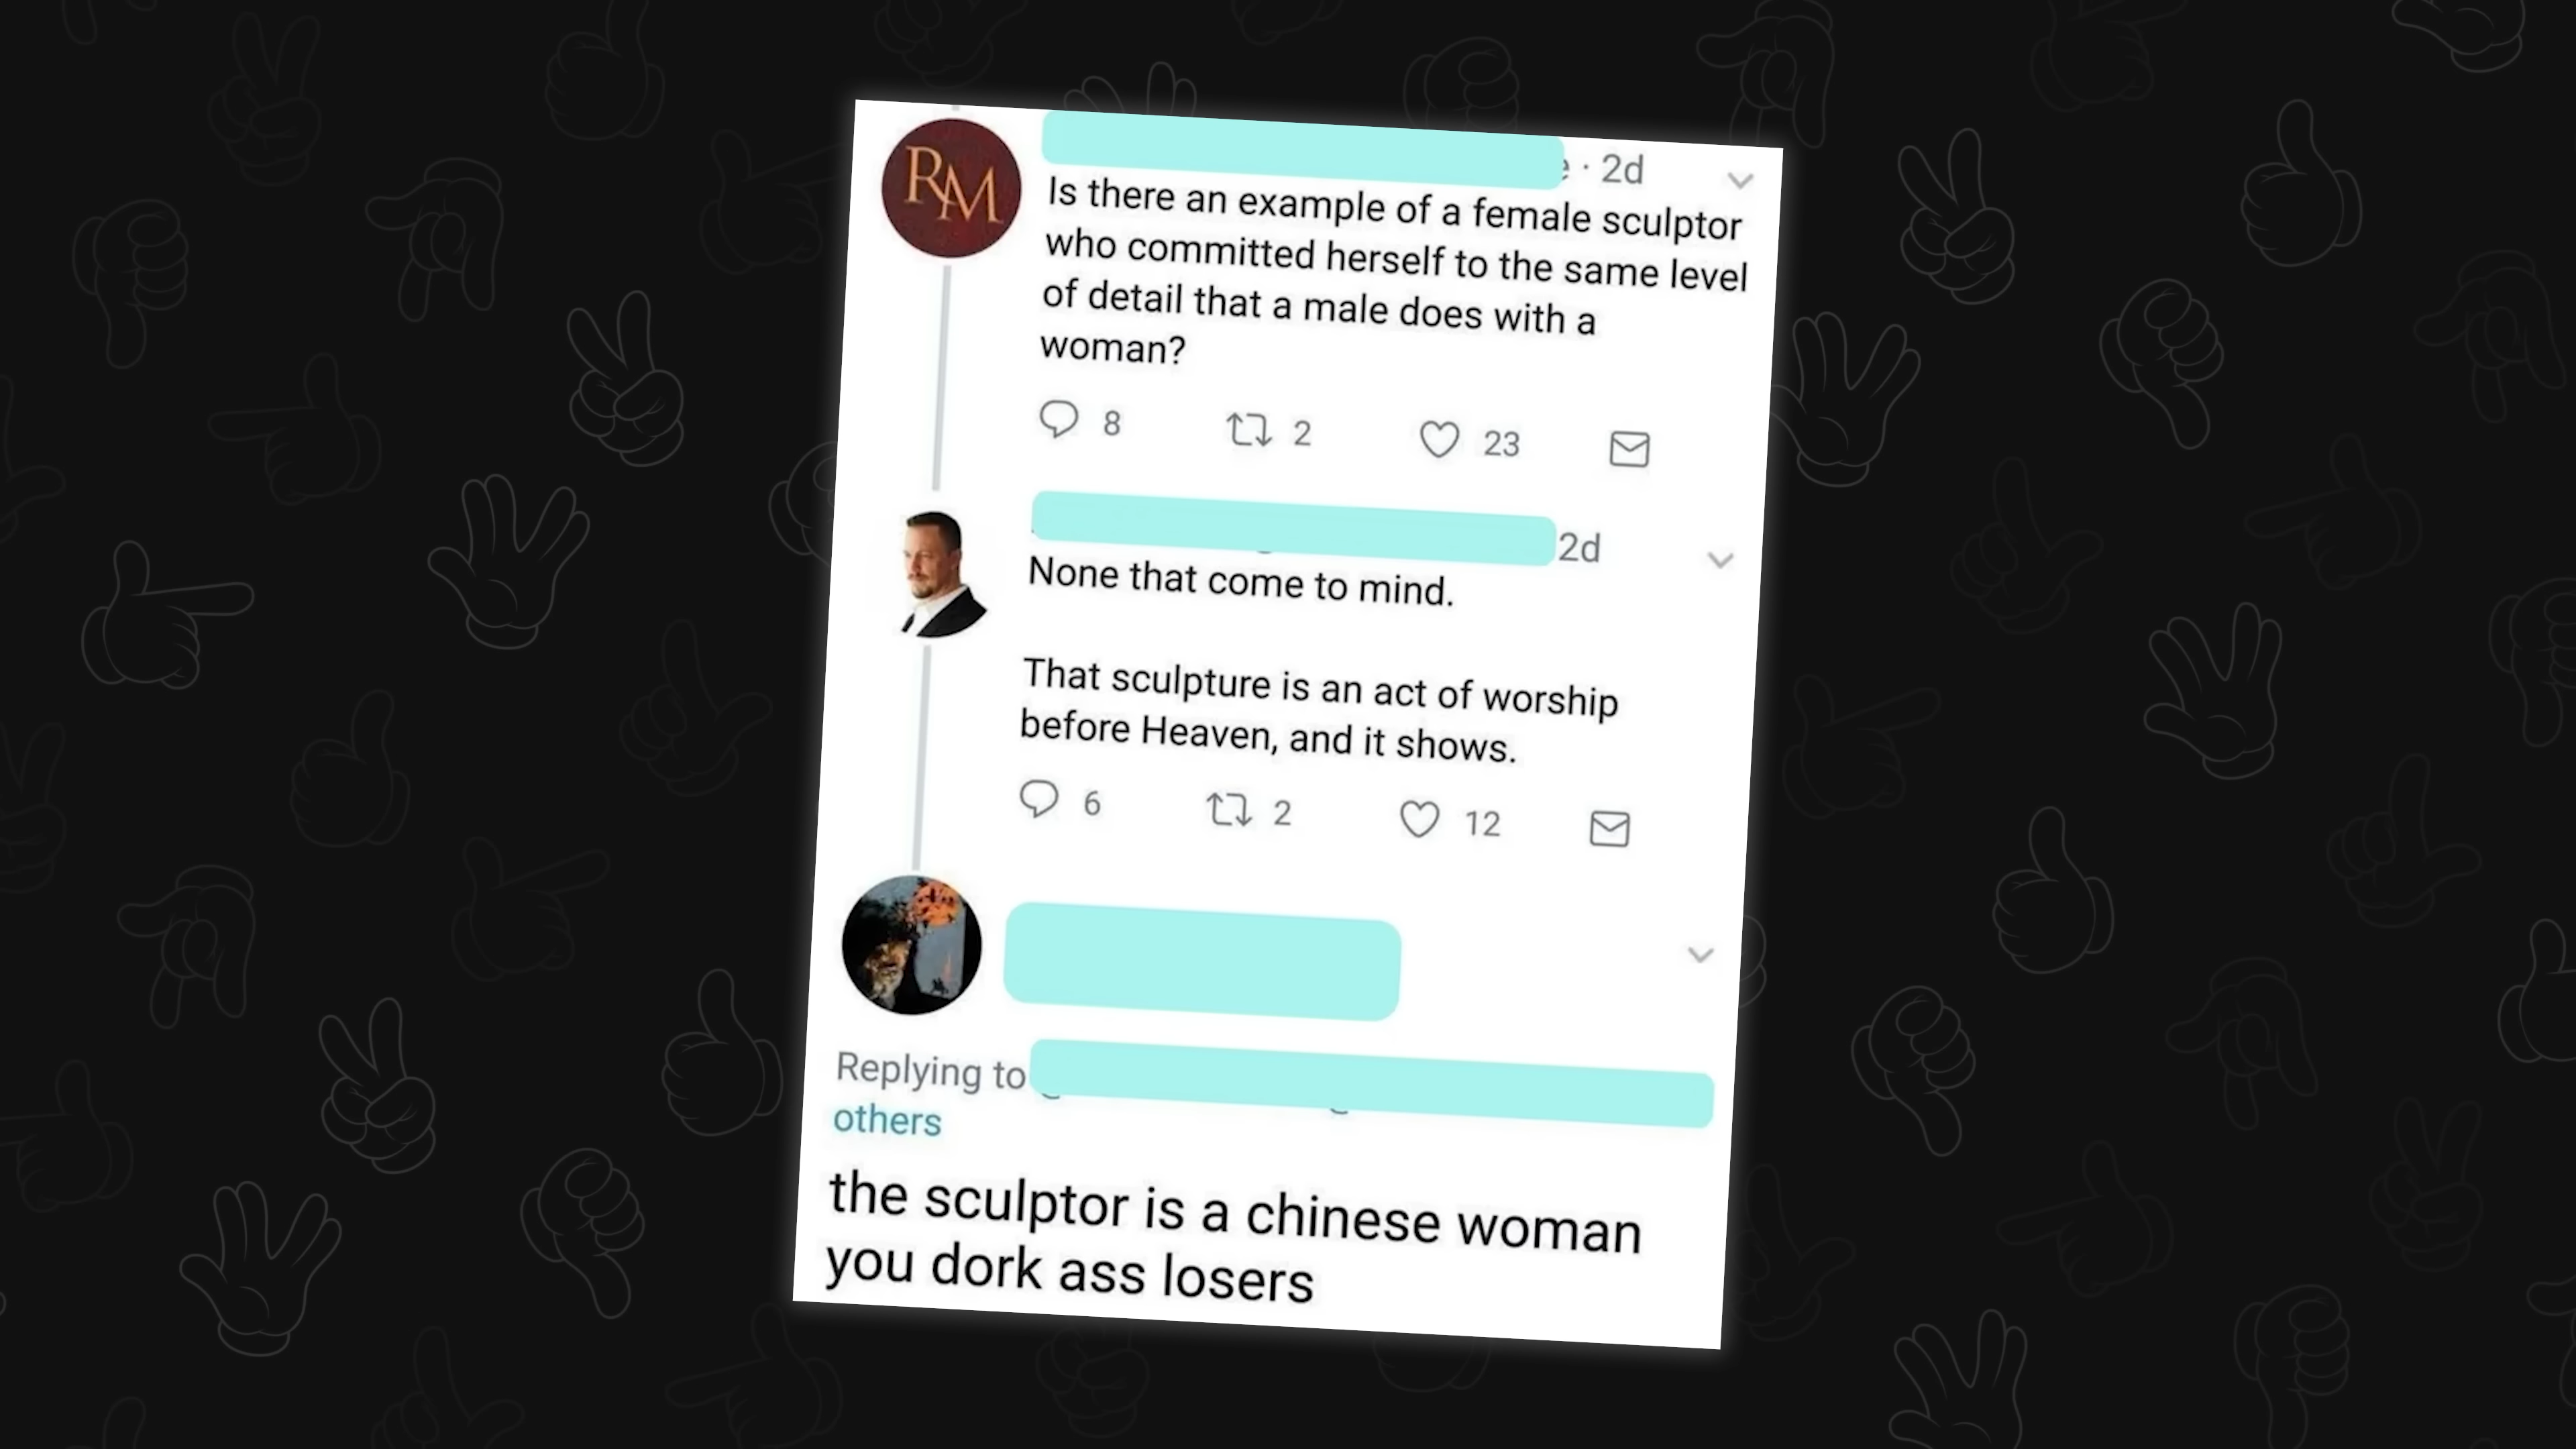 RM
· 2d
Is there an example of a female sculptor
who committed herself to the same level
of detail that a male does with a
woman?
8 2 23
2d
None that come to mind.
That sculpture is an act of worship
before Heaven, and it shows.
6 2 12
Replying to
others
the sculptor is a chinese woman
you dork ass losers